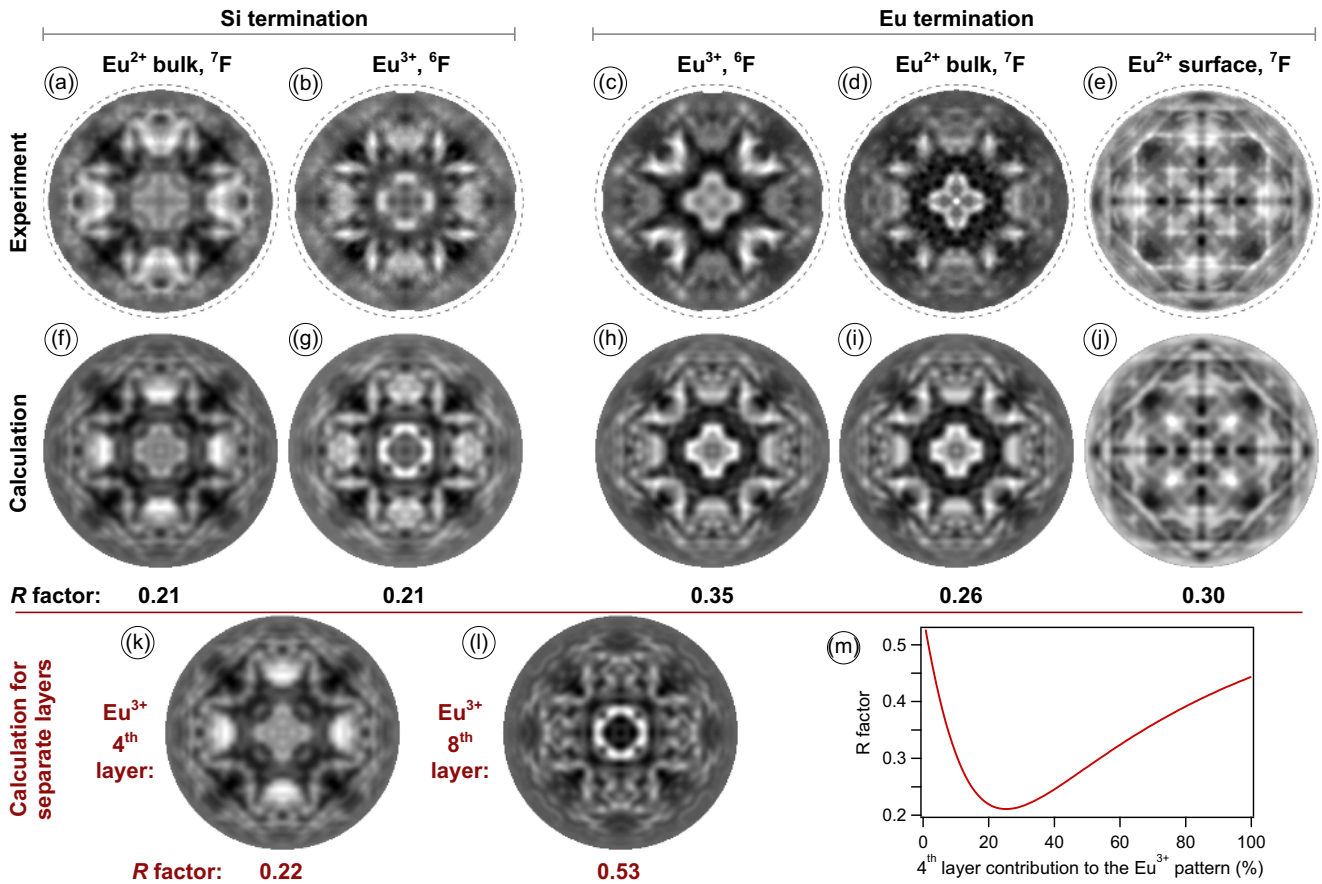 Si termination
Eu termination
(a) Eu²⁺ bulk, ⁷F
(b) Eu³⁺, ⁶F
(c) Eu³⁺, ⁶F
(d) Eu²⁺ bulk, ⁷F
(e) Eu²⁺ surface, ⁷F
Experiment
(f)
(g)
(h)
(i)
(j)
Calculation
R factor: 0.21 0.21 0.35 0.26 0.30
Calculation for
separate layers
(k)
Eu³⁺
4ᵗʰ
layer:
(l)
Eu³⁺
8ᵗʰ
layer:
R factor: 0.22 0.53
(m)
R factor
0.5
0.4
0.3
0.2
0 20 40 60 80 100
4ᵗʰ layer contribution to the Eu³⁺ pattern (%)